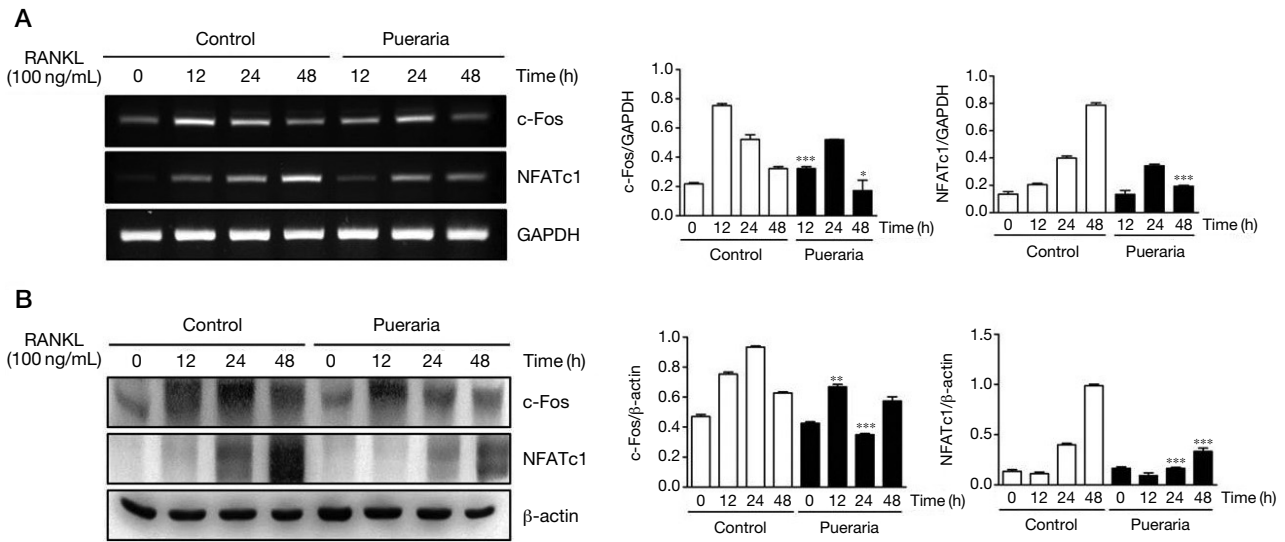 A
Control
Pueraria
RANKL
(100 ng/mL)
0 12 24 48 12 24 48 Time (h)
c-Fos
NFATc1
GAPDH
c-Fos/GAPDH
1.0
0.8
0.6
0.4
0.2
0.0
***
*
0 12 24 48 12 24 48 Time (h)
Control Pueraria
NFATc1/GAPDH
1.0
0.8
0.6
0.4
0.2
0.0
***
0 12 24 48 12 24 48 Time (h)
Control Pueraria
B
Control
Pueraria
RANKL
(100 ng/mL)
0 12 24 48 0 12 24 48 Time (h)
c-Fos
NFATc1
β-actin
c-Fos/β-actin
1.0
0.8
0.6
0.4
0.2
0.0
**
***
0 12 24 48 0 12 24 48 Time (h)
Control Pueraria
NFATc1/β-actin
1.5
1.0
0.5
0.0
***
***
0 12 24 48 0 12 24 48 Time (h)
Control Pueraria